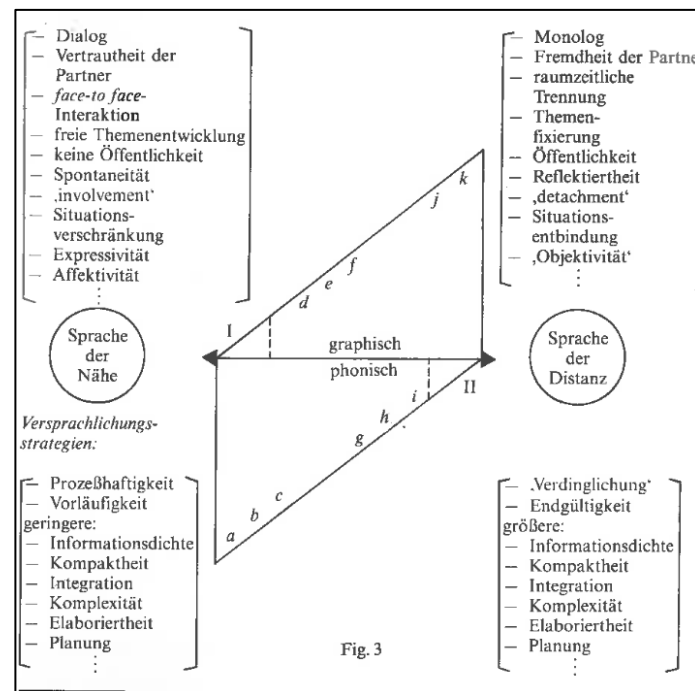 – Dialog
– Vertrautheit der
Partner
– face-to face-
Interaktion
– freie Themenentwicklung
– keine Öffentlichkeit
– Spontaneität
– ‚involvement‘
– Situations-
verschränkung
– Expressivität
– Affektivität
⋮
– Monolog
– Fremdheit der Partne
– raumzeitliche
Trennung
– Themen-
fixierung
– Öffentlichkeit
– Reflektiertheit
– ‚detachment‘
– Situations-
entbindung
– ‚Objektivität‘
⋮
k
j
f
e
d
I
Sprache
der
Nähe
graphisch
phonisch
Sprache
der
Distanz
II
i
h
g
c
b
a
Versprachlichungs-
strategien:
– Prozeßhaftigkeit
– Vorläufigkeit
geringere:
– Informationsdichte
– Kompaktheit
– Integration
– Komplexität
– Elaboriertheit
– Planung
⋮
Fig. 3
– ‚Verdinglichung‘
– Endgültigkeit
größere:
– Informationsdichte
– Kompaktheit
– Integration
– Komplexität
– Elaboriertheit
– Planung
⋮